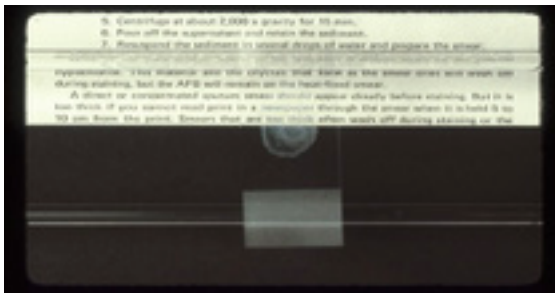 5. Centrifuge at about 2,000 x gravity for 15 min.
6. Pour off the supernatant and retain the sediment.
7. Resuspend the sediment in several drops of water and prepare the smear.
hypochlorite. This material and the crystals that form as the smear dries will wash off
during staining, but the AFB will remain on the heat-fixed smear.
A direct or concentrated sputum smear should appear cloudy before staining. But it is
too thick if you cannot read print in a newspaper through the smear when it is held 5 to
10 cm from the print. Smears that are too thick often wash off during staining or the